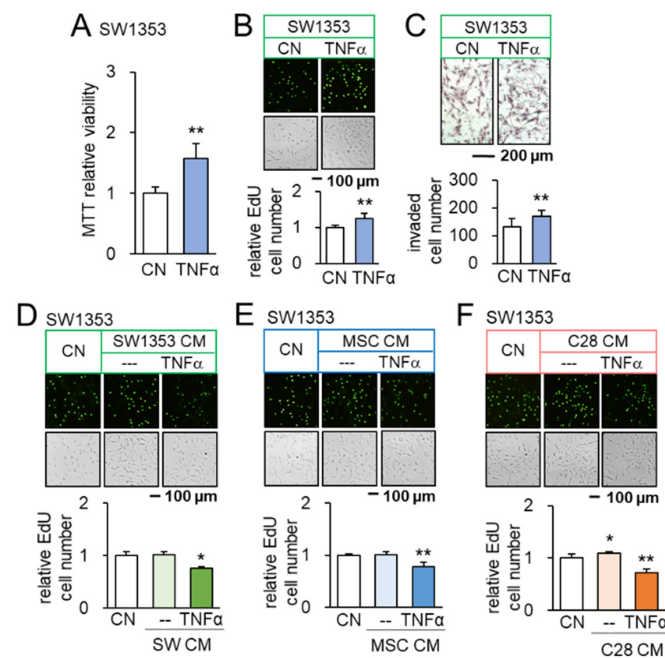 A SW1353
MTT relative viability
3
2
1
0
**
CN TNFα
B
SW1353
CN TNFα
100 µm
relative EdU
cell number
2
1
0
**
CN TNFα
C
SW1353
CN TNFα
200 µm
invaded
cell number
300
200
100
0
**
CN TNFα
D SW1353
CN
SW1353 CM
--- TNFα
100 µm
relative EdU
cell number
2
1
0
*
CN -- TNFα
SW CM
E SW1353
CN
MSC CM
--- TNFα
100 µm
relative EdU
cell number
2
1
0
**
CN -- TNFα
MSC CM
F SW1353
CN
C28 CM
--- TNFα
100 µm
relative EdU
cell number
2
1
0
*
**
CN -- TNFα
C28 CM